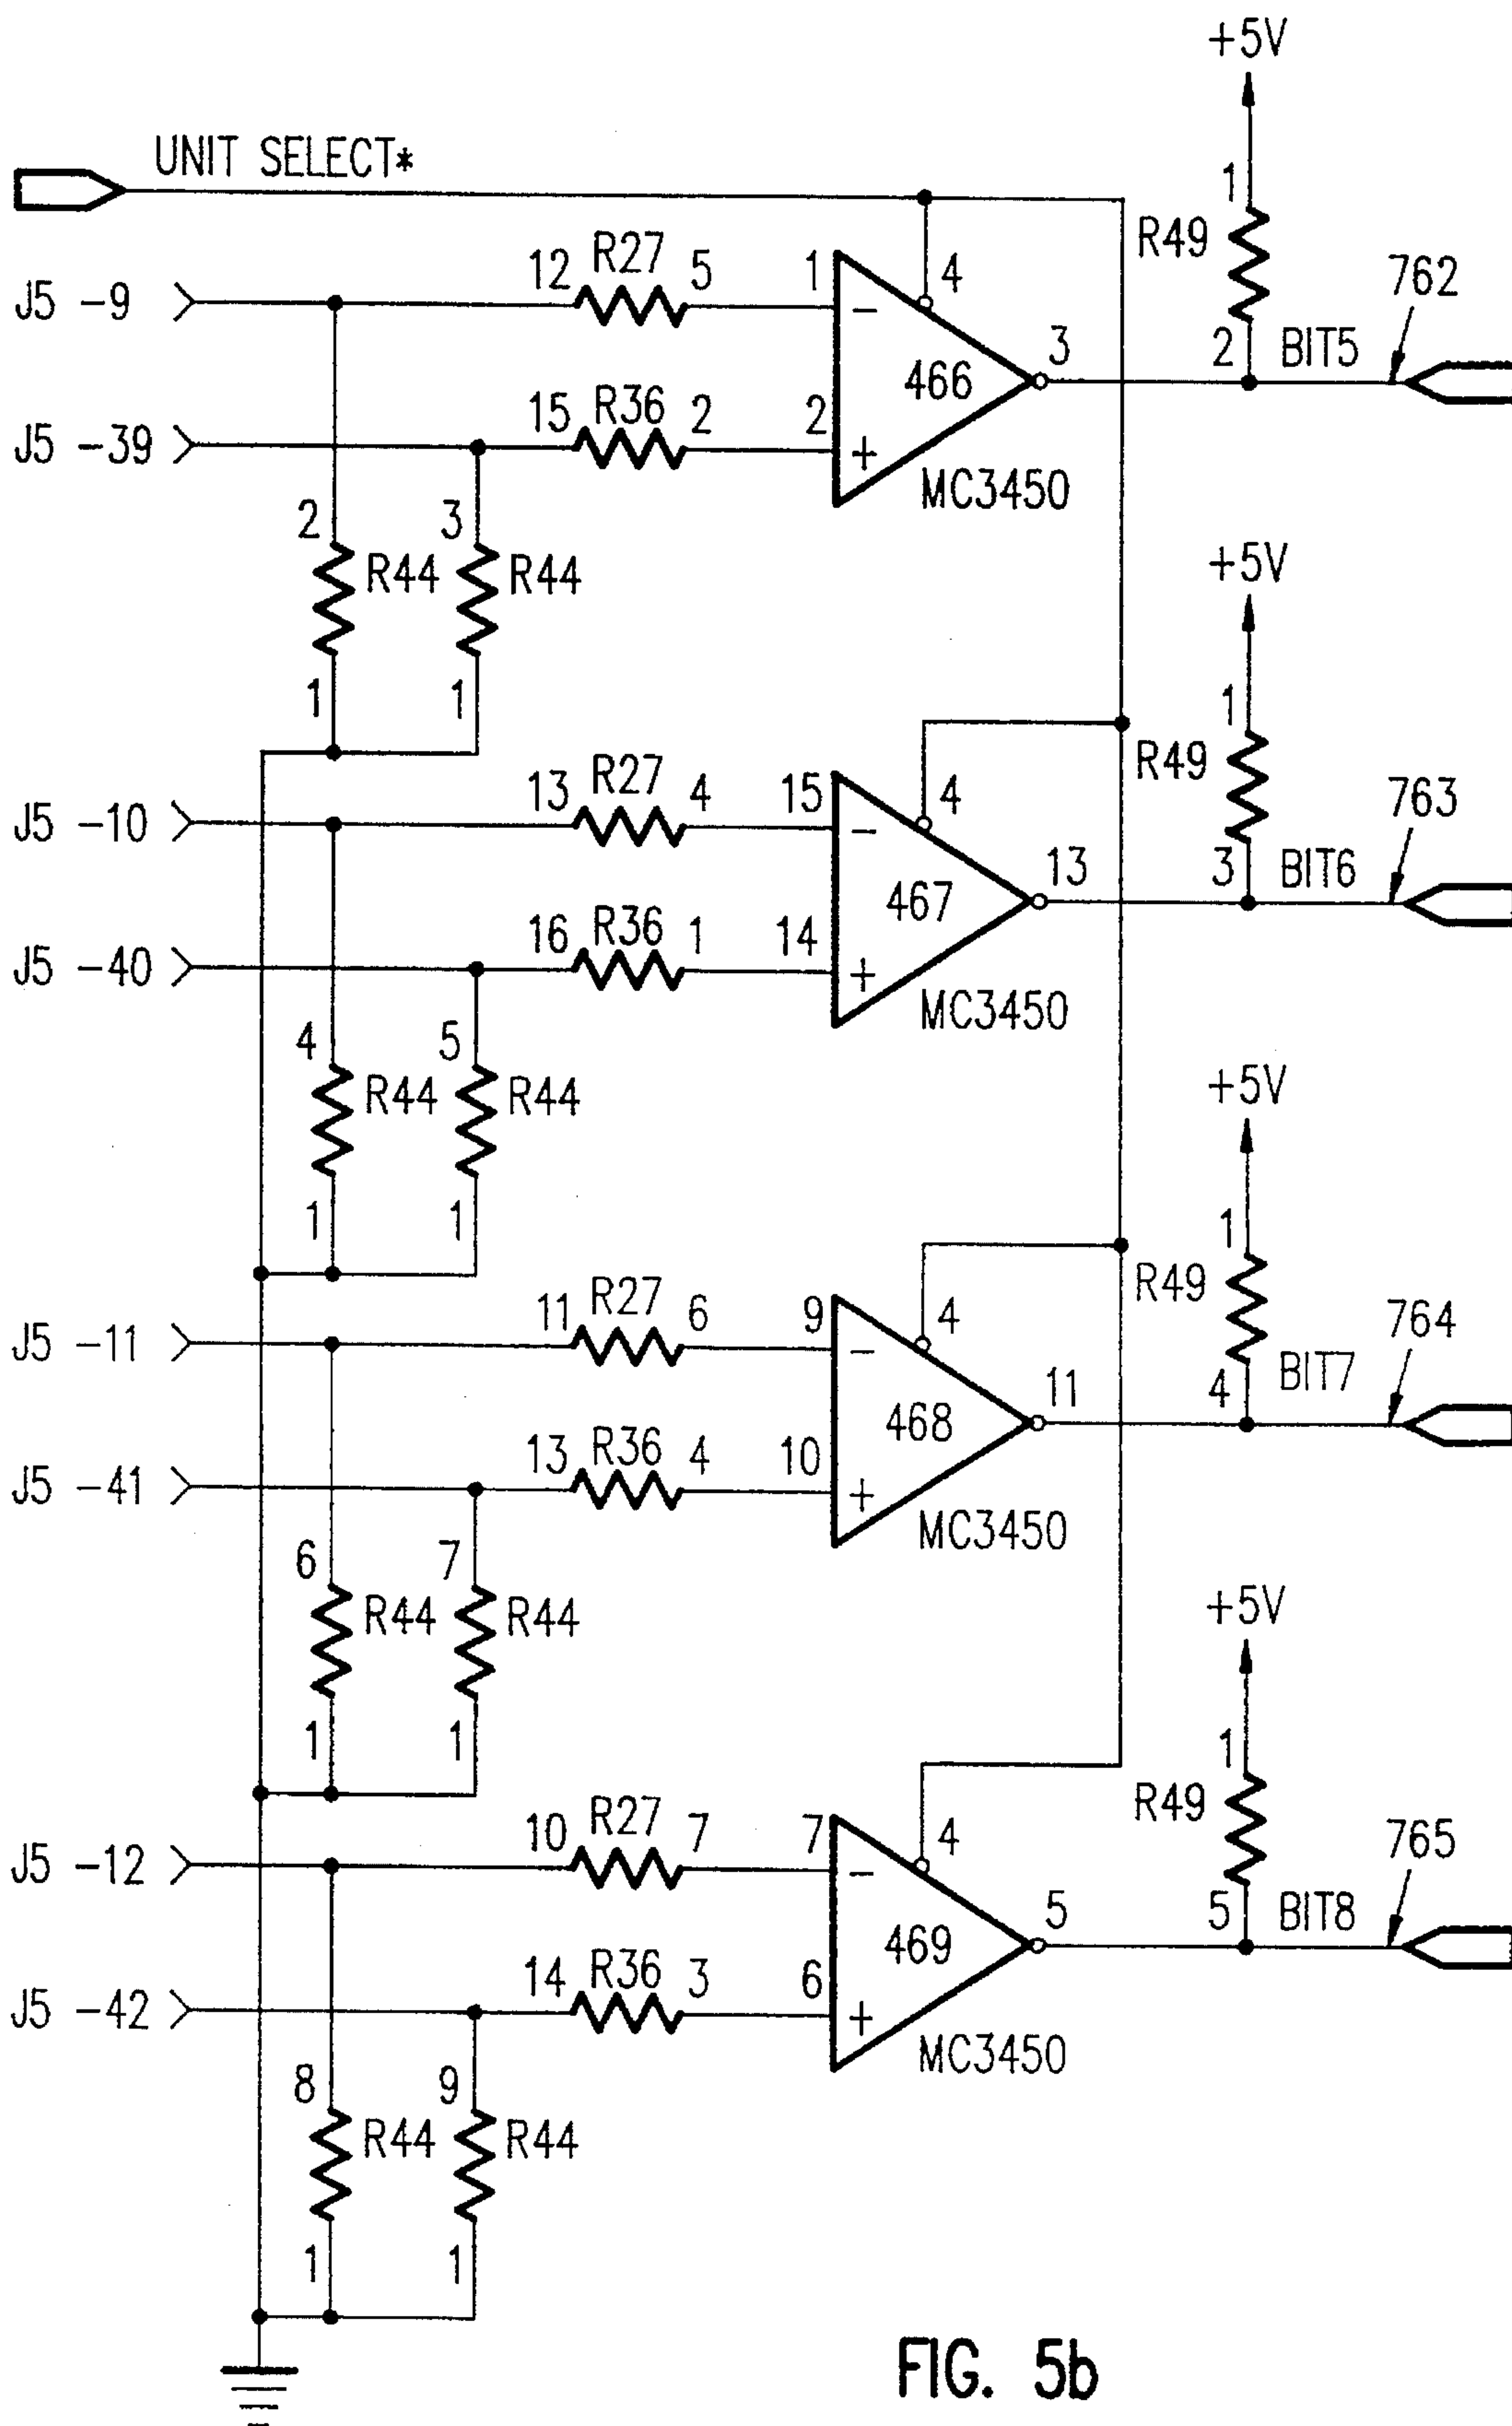 +5V
UNIT SELECT*
1
R49
J5 -9
12 R27 5
1
−
4
466
3
2
BIT5
762
J5 -39
15 R36 2
2
+
MC3450
2
R44
3
R44
1
1
+5V
1
R49
J5 -10
13 R27 4
15
−
4
467
13
3
BIT6
763
J5 -40
16 R36 1
14
+
MC3450
4
R44
5
R44
1
1
+5V
1
R49
J5 -11
11 R27 6
9
−
4
468
11
4
BIT7
764
J5 -41
13 R36 4
10
+
MC3450
6
R44
7
R44
1
1
+5V
1
R49
J5 -12
10 R27 7
7
−
4
469
5
5
BIT8
765
J5 -42
14 R36 3
6
+
MC3450
8
R44
9
R44
1
1
FIG. 5b